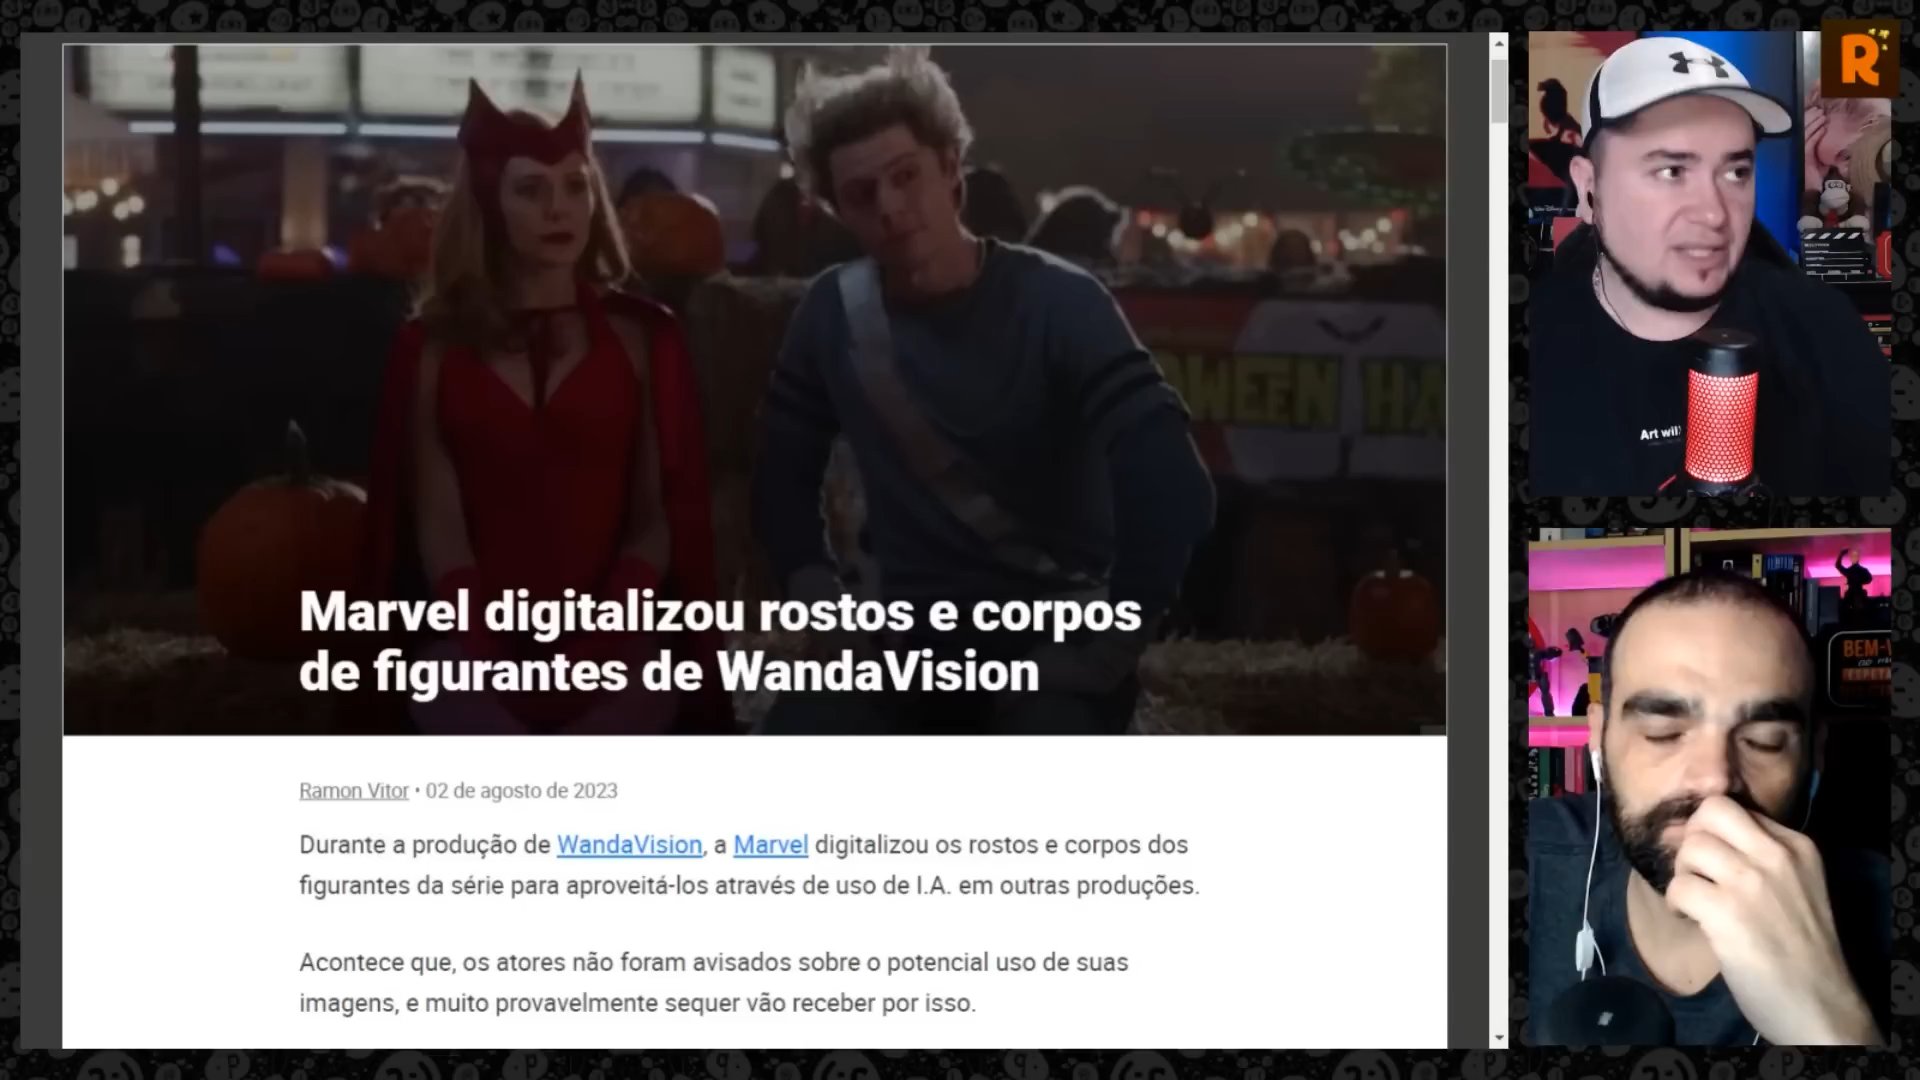 WEEN HA
Marvel digitalizou rostos e corpos
de figurantes de WandaVision
Ramon Vitor • 02 de agosto de 2023
Durante a produção de WandaVision, a Marvel digitalizou os rostos e corpos dos
figurantes da série para aproveitá-los através de uso de I.A. em outras produções.
Acontece que, os atores não foram avisados sobre o potencial uso de suas
imagens, e muito provavelmente sequer vão receber por isso.
R
Art will
BEM-V